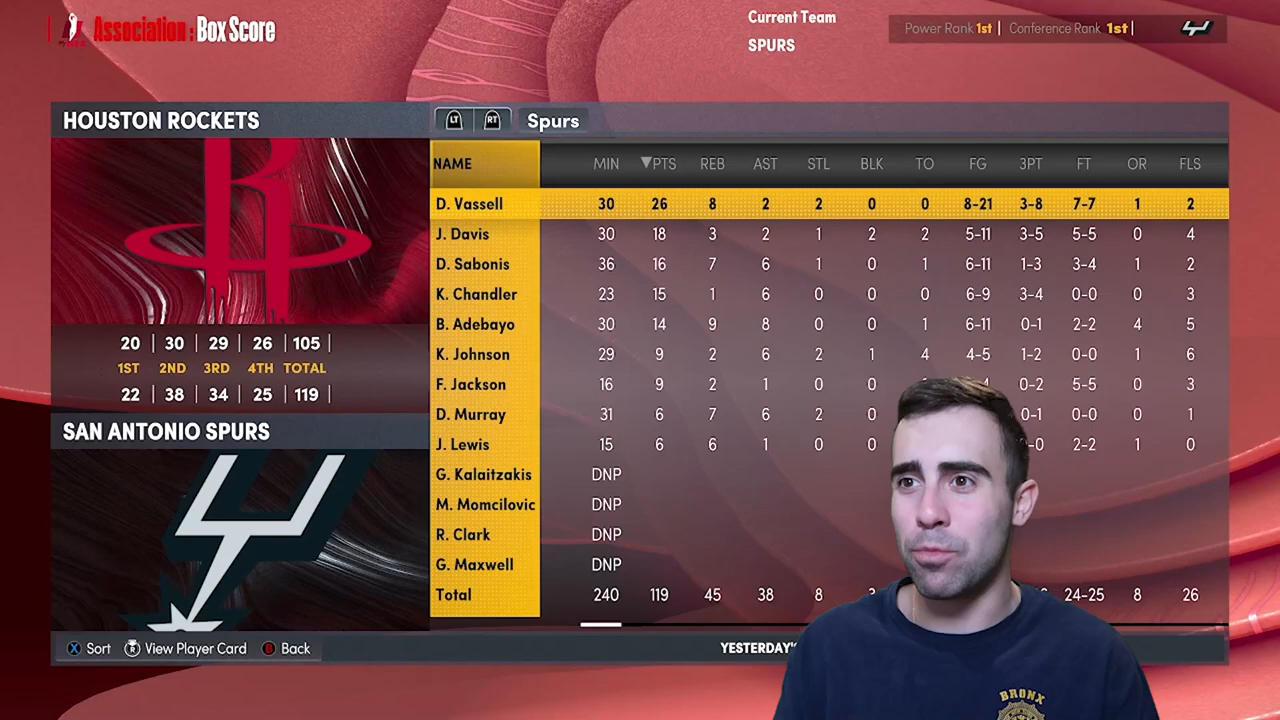 Association : Box Score
Current Team
SPURS
Power Rank 1st | Conference Rank 1st |
HOUSTON ROCKETS
20 | 30 | 29 | 26 | 105 |
1ST 2ND 3RD 4TH TOTAL
22 | 38 | 34 | 25 | 119 |
SAN ANTONIO SPURS
LT RT Spurs
NAME MIN PTS REB AST STL BLK TO FG 3PT FT OR FLS
D. Vassell 30 26 8 2 2 0 0 8-21 3-8 7-7 1 2
J. Davis 30 18 3 2 1 2 2 5-11 3-5 5-5 0 4
D. Sabonis 36 16 7 6 1 0 1 6-11 1-3 3-4 1 2
K. Chandler 23 15 1 6 0 0 0 6-9 3-4 0-0 0 3
B. Adebayo 30 14 9 8 0 0 1 6-11 0-1 2-2 4 5
K. Johnson 29 9 2 6 2 1 4 4-5 1-2 0-0 1 6
F. Jackson 16 9 2 1 0 0 0-2 5-5 0 3
D. Murray 31 6 7 6 2 0 0-1 0-0 0 1
J. Lewis 15 6 6 1 0 0 2-2 1 0
G. Kalaitzakis DNP
M. Momcilovic DNP
R. Clark DNP
G. Maxwell DNP
Total 240 119 45 38 8 24-25 8 26
X Sort R View Player Card B Back
YESTERDAY'
BRONX